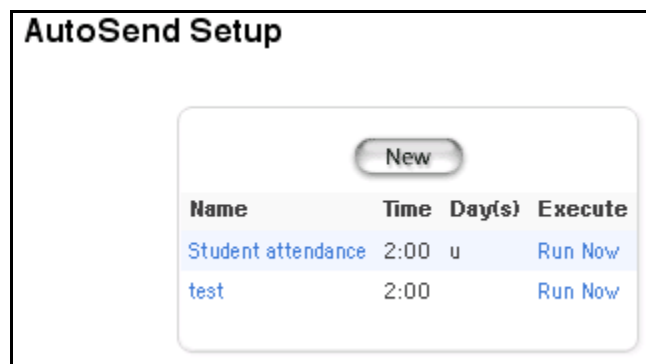 AutoSend Setup
New
Name Time Day(s) Execute
Student attendance 2:00 u Run Now
test 2:00 Run Now